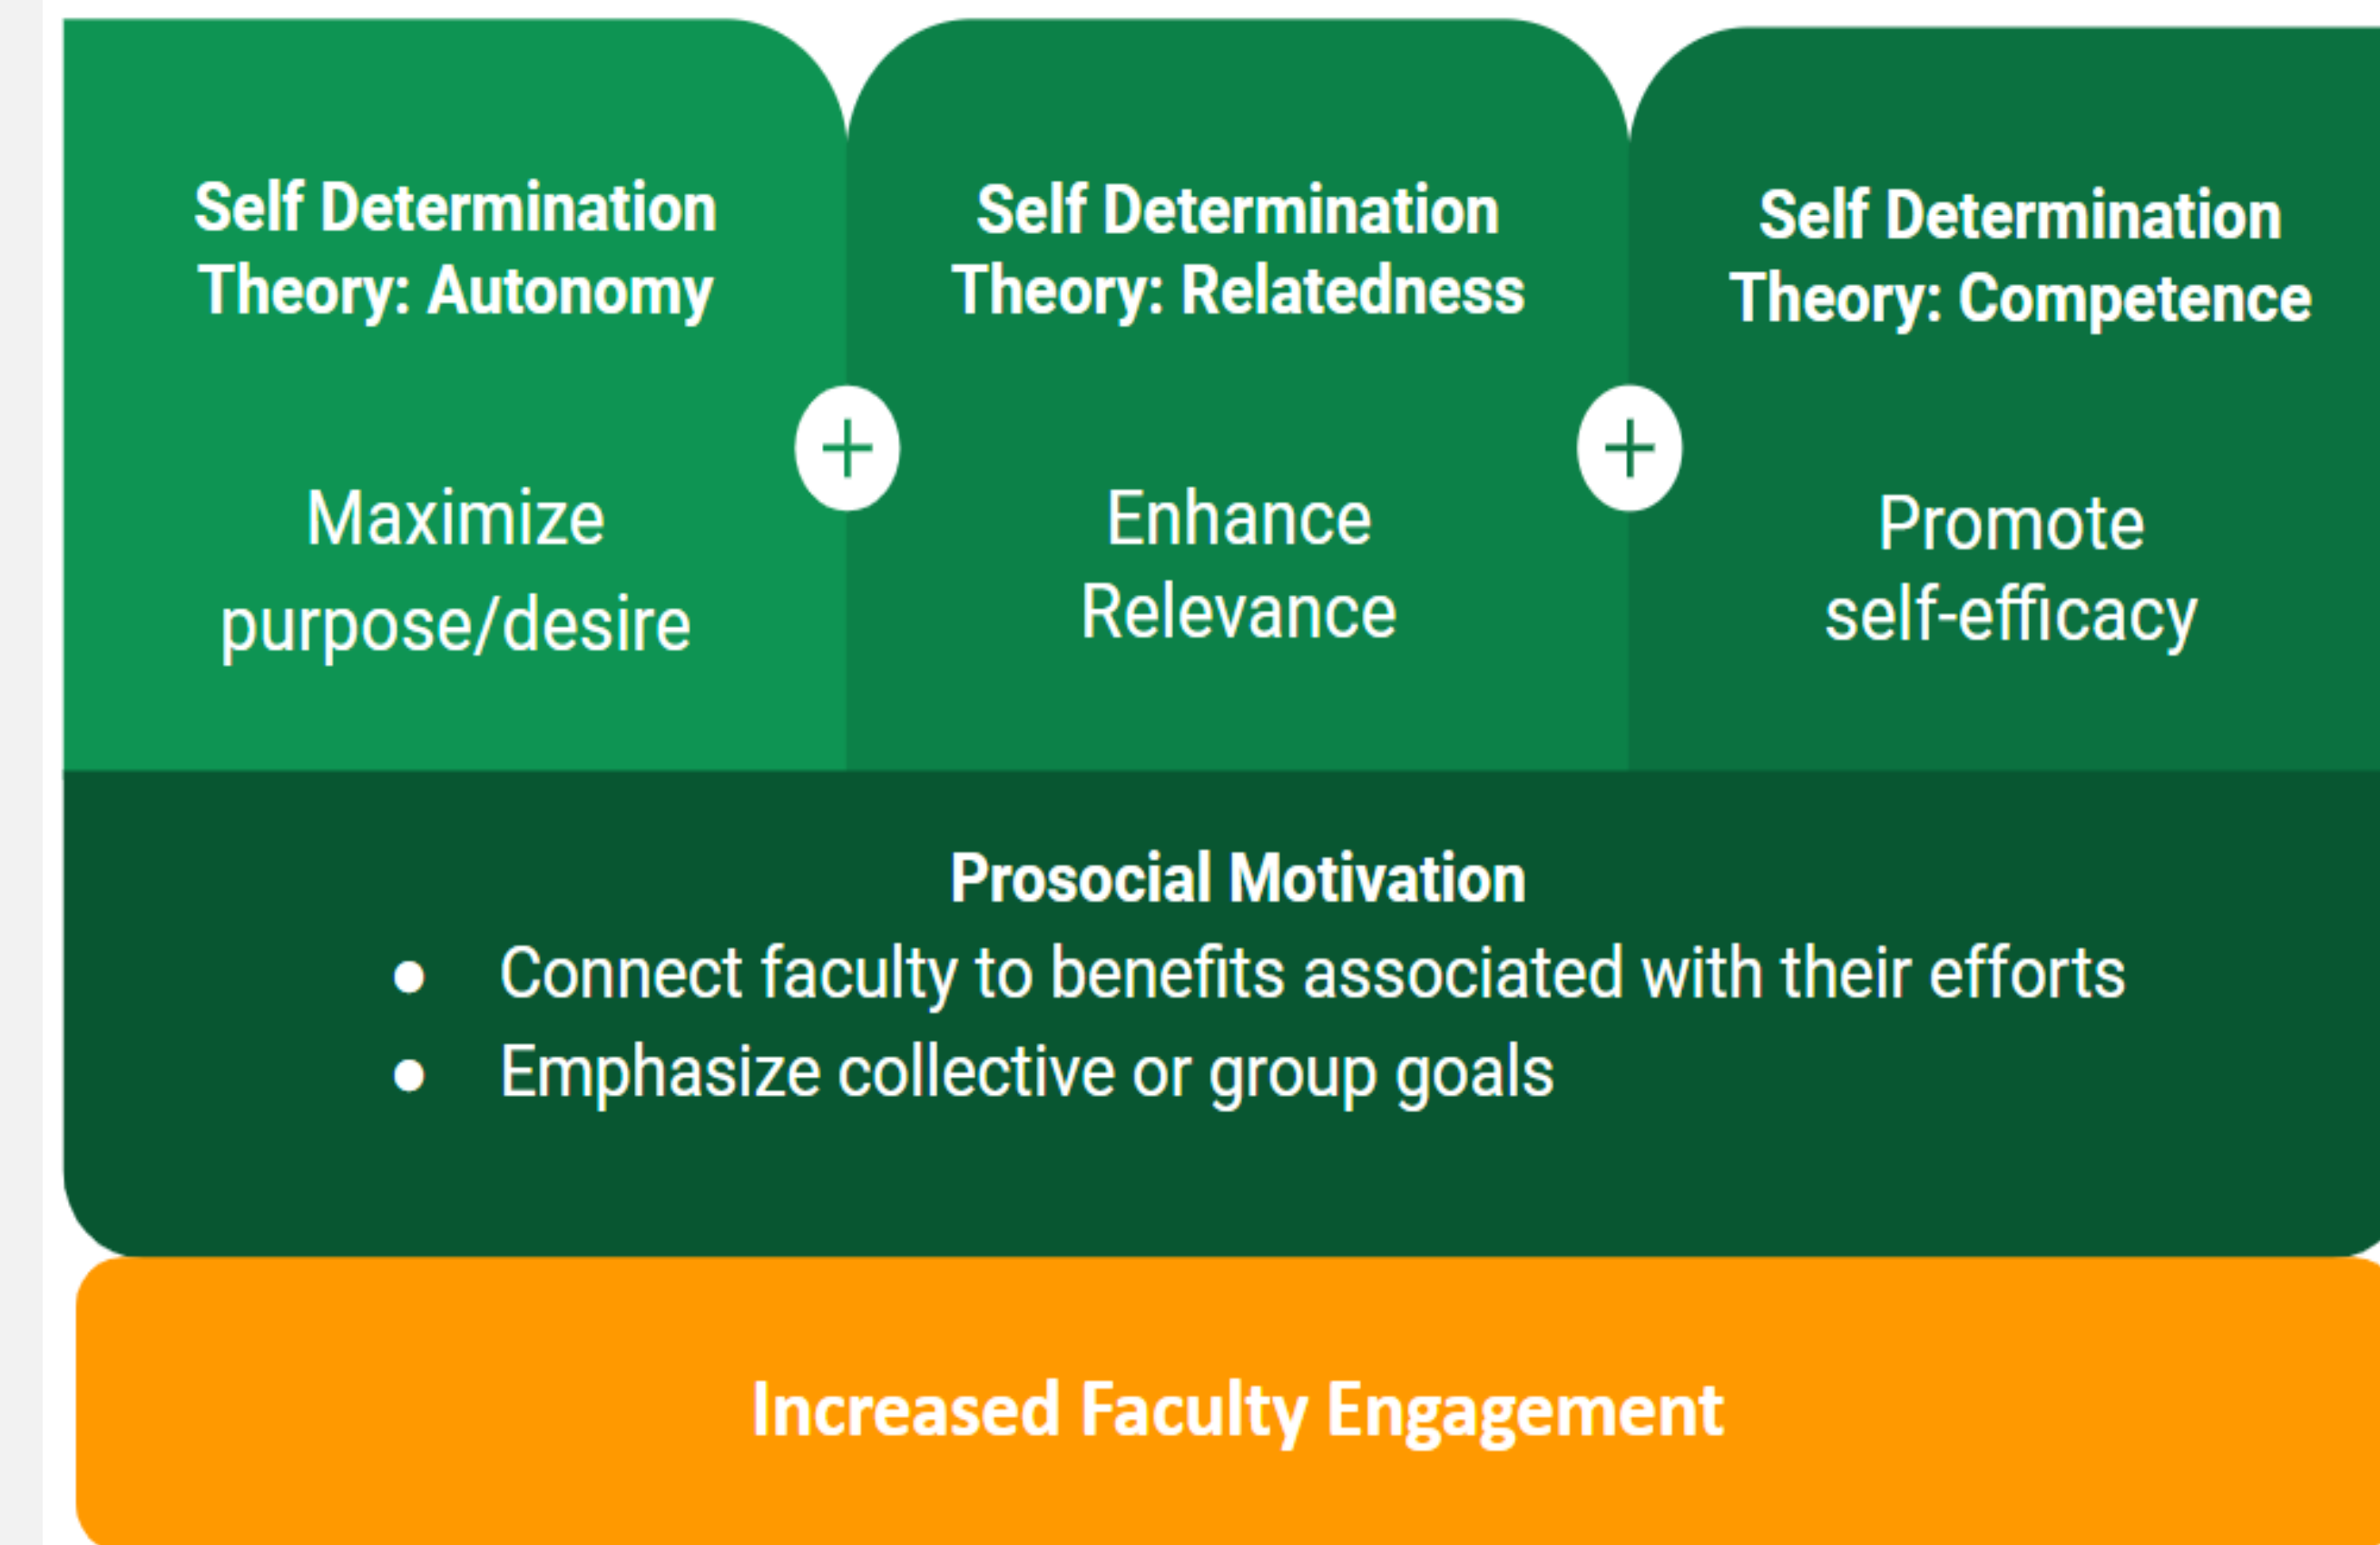 Self Determination
Theory: Autonomy
Maximize
purpose/desire
+
Self Determination
Theory: Relatedness
Enhance
Relevance
+
Self Determination
Theory: Competence
Promote
self-efficacy
Prosocial Motivation
● Connect faculty to benefits associated with their efforts
● Emphasize collective or group goals
Increased Faculty Engagement